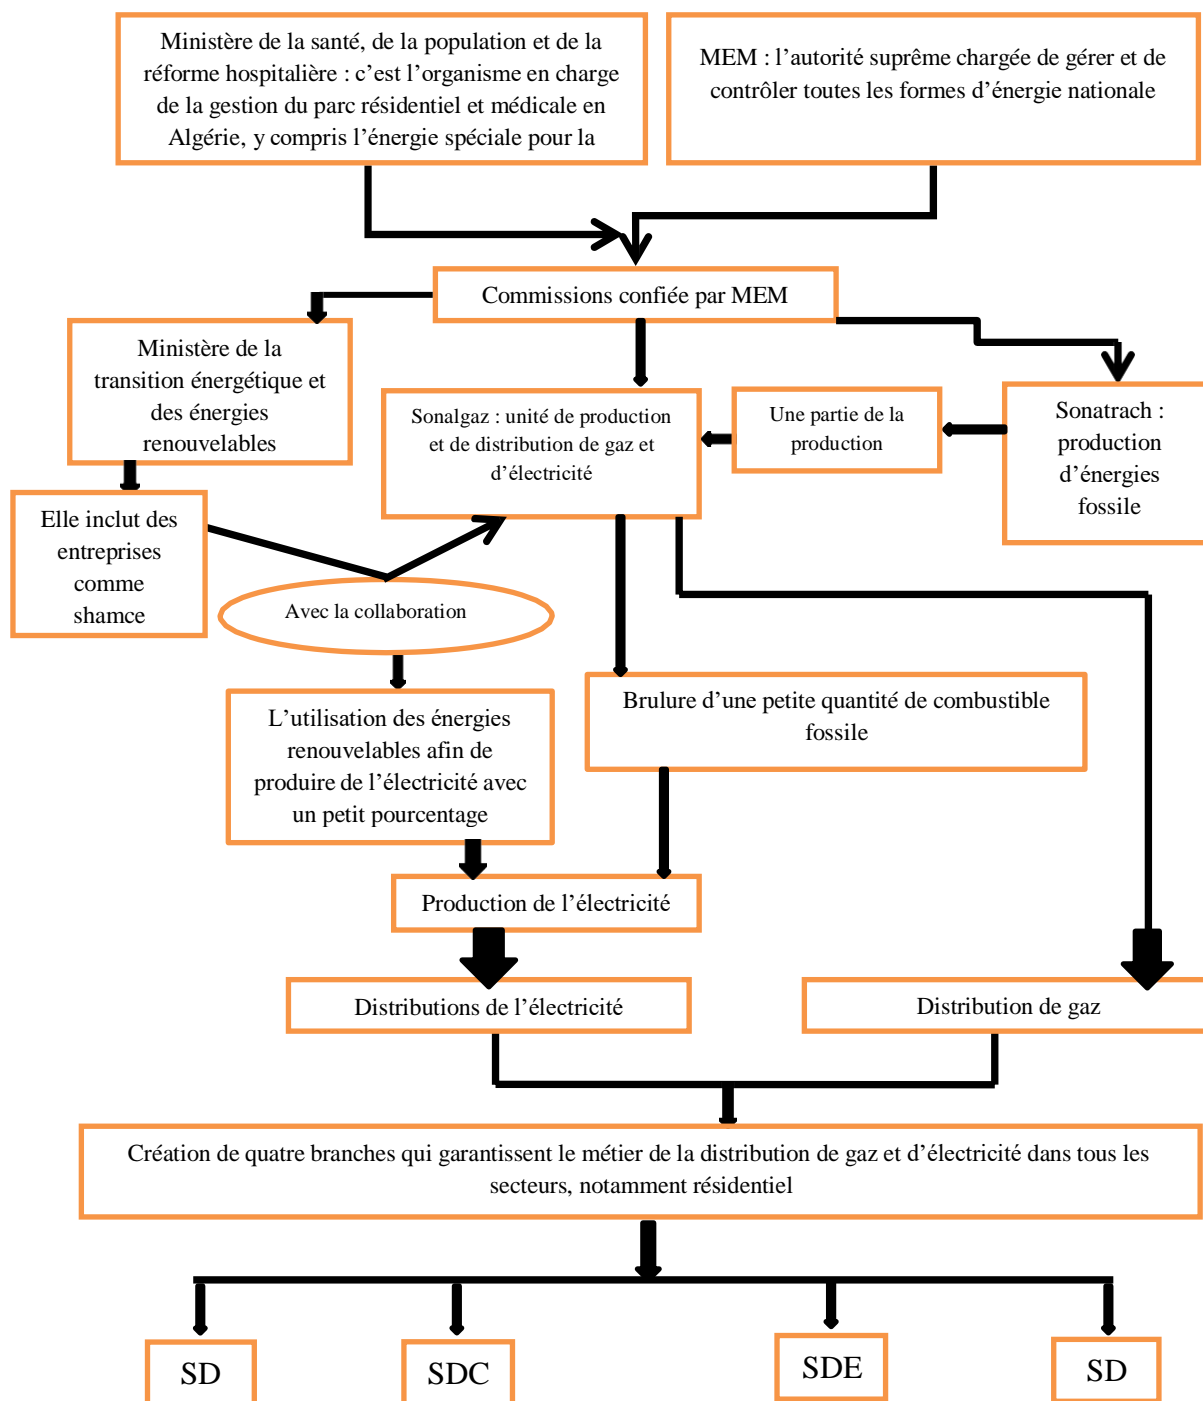 Ministère de la santé, de la population et de la
réforme hospitalière : c’est l’organisme en charge
de la gestion du parc résidentiel et médicale en
Algérie, y compris l’énergie spéciale pour la
MEM : l’autorité suprême chargée de gérer et de
contrôler toutes les formes d’énergie nationale
Commissions confiée par MEM
Ministère de la
transition énergétique et
des énergies
renouvelables
Sonalgaz : unité de production
et de distribution de gaz et
d’électricité
Une partie de la
production
Sonatrach :
production
d’énergies
fossile
Elle inclut des
entreprises
comme
shamce
Avec la collaboration
L’utilisation des énergies
renouvelables afin de
produire de l’électricité avec
un petit pourcentage
Brulure d’une petite quantité de combustible
fossile
Production de l’électricité
Distributions de l’électricité
Distribution de gaz
Création de quatre branches qui garantissent le métier de la distribution de gaz et d’électricité dans tous les
secteurs, notamment résidentiel
SD
SDC
SDE
SD